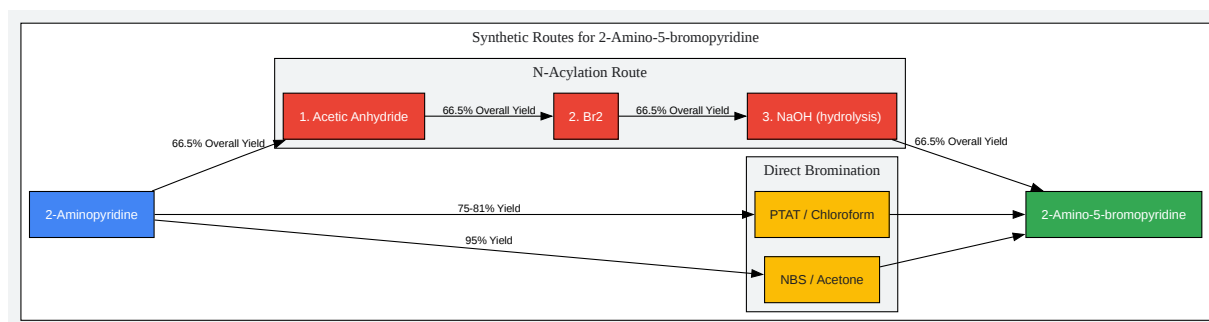 Synthetic Routes for 2-Amino-5-bromopyridine
N-Acylation Route
1. Acetic Anhydride
66.5% Overall Yield
2. Br2
66.5% Overall Yield
3. NaOH (hydrolysis)
66.5% Overall Yield
66.5% Overall Yield
Direct Bromination
2-Aminopyridine
75-81% Yield
PTAT / Chloroform
2-Amino-5-bromopyridine
95% Yield
NBS / Acetone